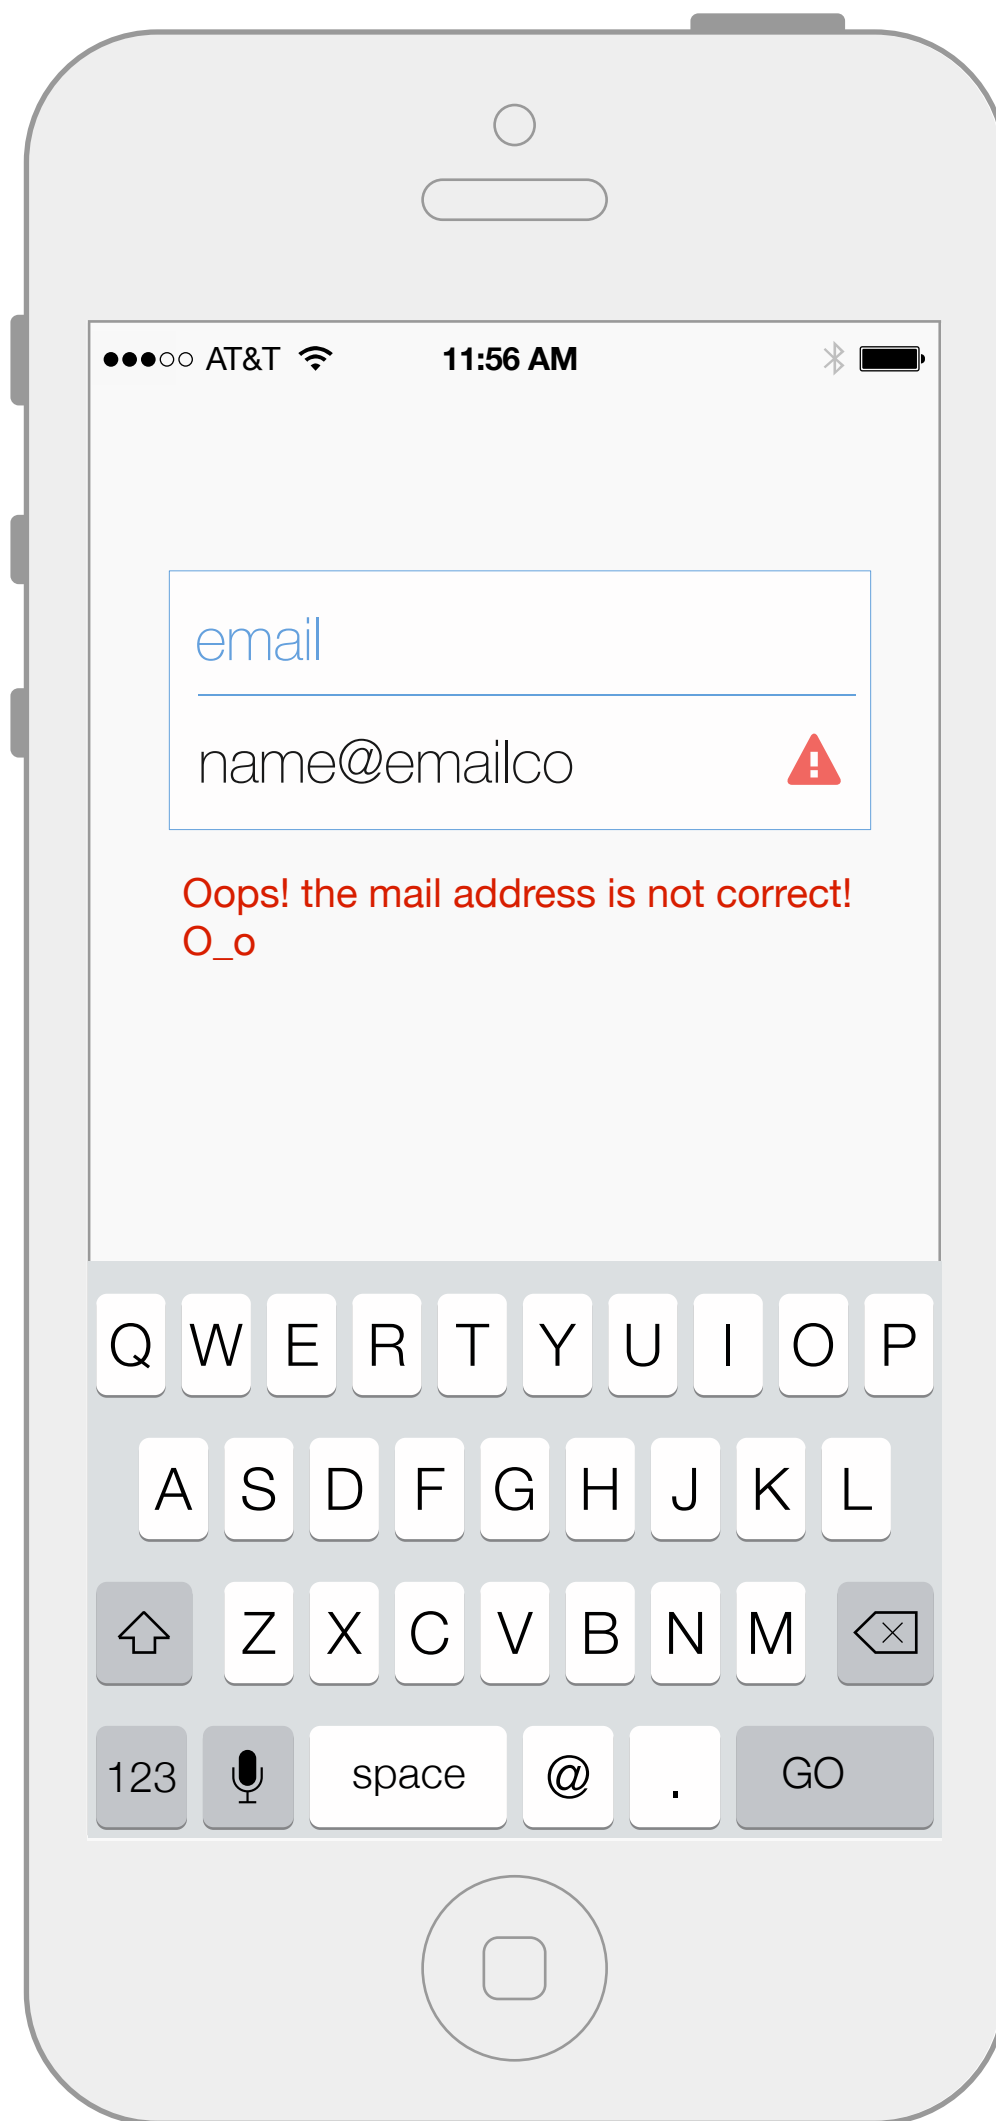 AT&T 11:56 AM
email
name@emailco
Oops! the mail address is not correct!
O_o
Q W E R T Y U I O P
A S D F G H J K L
Z X C V B N M
123 space @ . GO